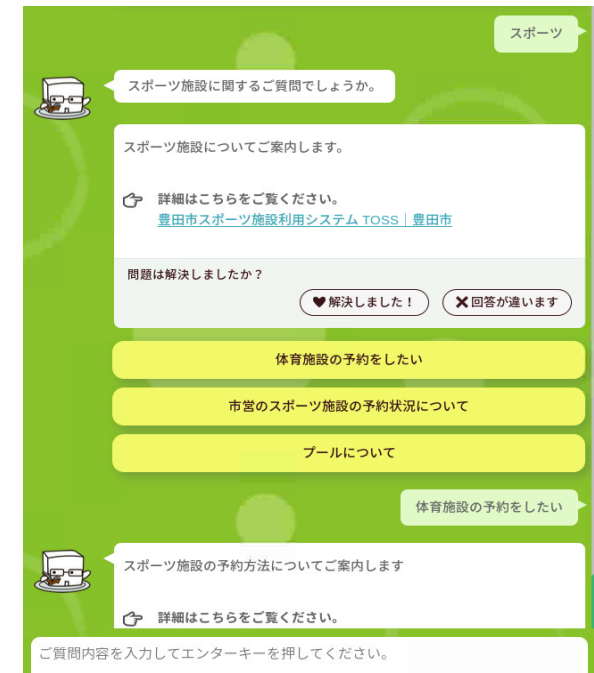 スポーツ
スポーツ施設に関するご質問でしょうか。
スポーツ施設についてご案内します。
詳細はこちらをご覧ください。
豊田市スポーツ施設利用システム TOSS｜豊田市
問題は解決しましたか？
解決しました！
回答が違います
体育施設の予約をしたい
市営のスポーツ施設の予約状況について
プールについて
体育施設の予約をしたい
スポーツ施設の予約方法についてご案内します
詳細はこちらをご覧ください。
ご質問内容を入力してエンターキーを押してください。